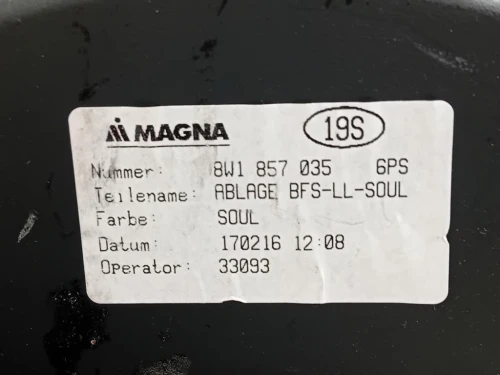 MAGNA 19S
Nummer: 8W1 857 035 6PS
Teilename: ABLAGE BFS-LL-SOUL
Farbe: SOUL
Datum: 170216 12:08
Operator: 33093